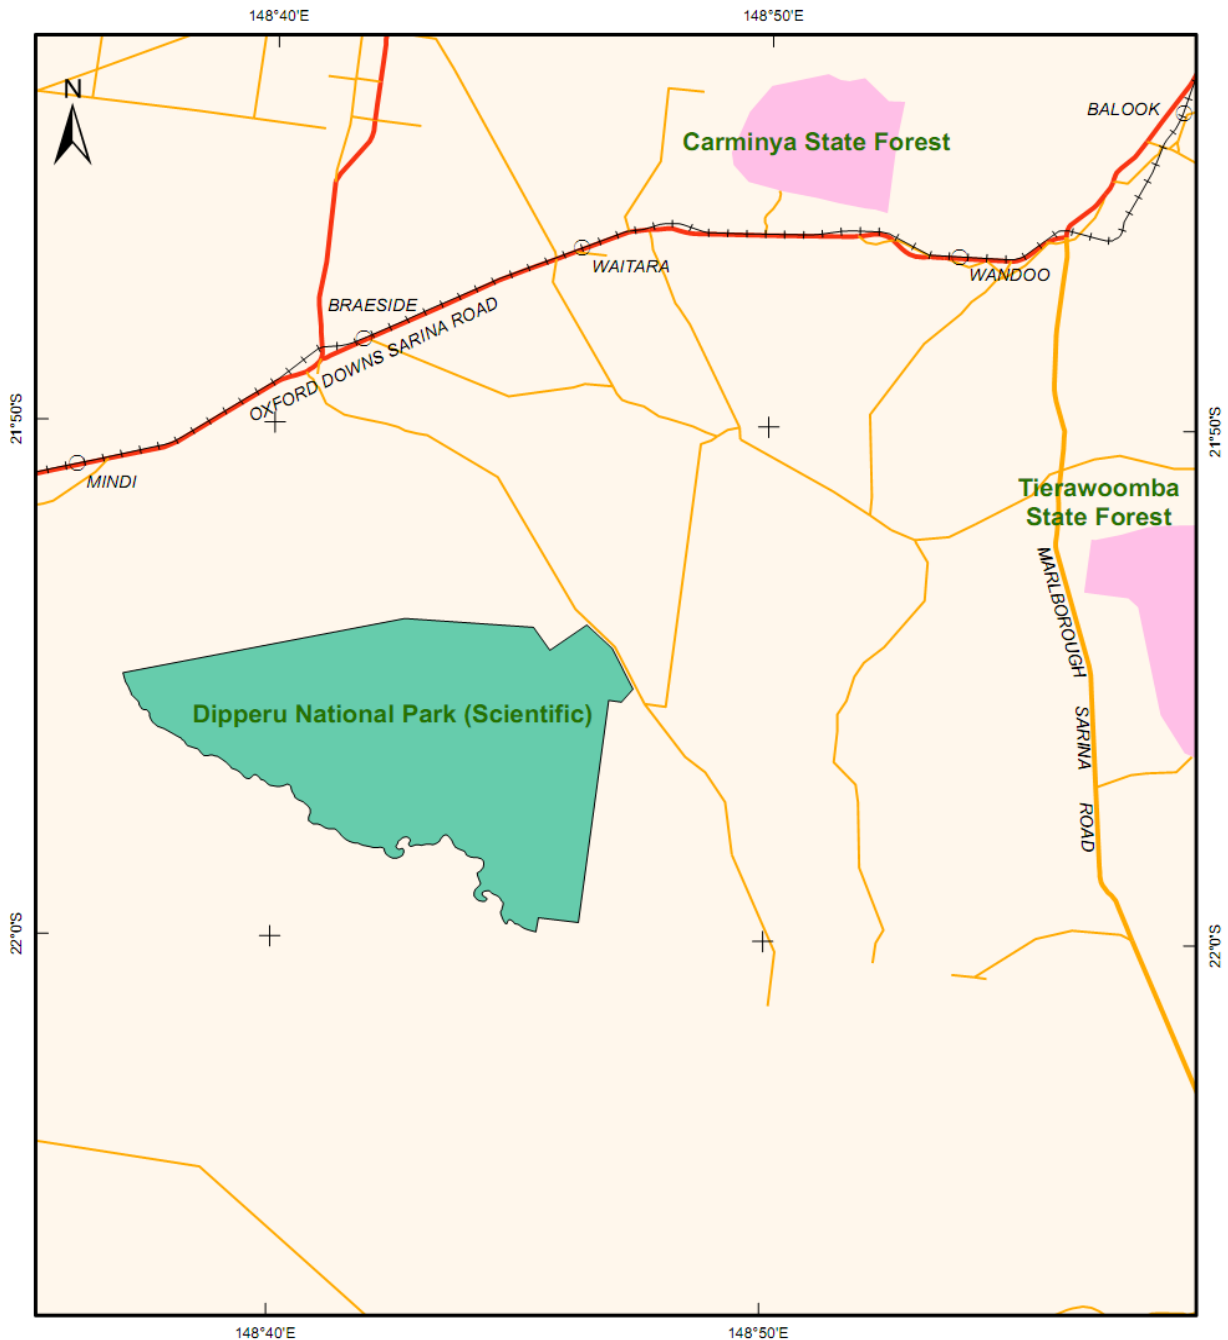 148°40'E
148°50'E
N
BALOOK
Carminya State Forest
WAITARA
WANDOO
BRAESIDE
OXFORD DOWNS SARINA ROAD
21°50'S
21°50'S
MINDI
Tierawoomba
State Forest
MARLBOROUGH SARINA ROAD
Dipperu National Park (Scientific)
22°0'S
22°0'S
148°40'E
148°50'E